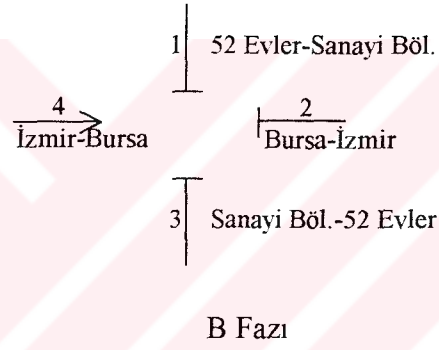 1 52 Evler-Sanayi Böl.
4
İzmir-Bursa
2
Bursa-İzmir
3 Sanayi Böl.-52 Evler
B Fazı